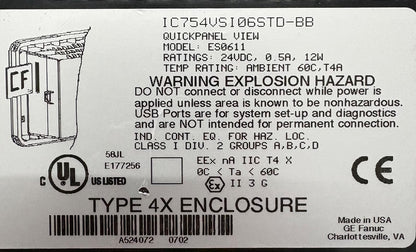 IC754VSI06STD-BB
QUICKPANEL VIEW
MODEL: ES0611
RATINGS: 24VDC, 0.5A, 12W
TEMP RATING: AMBIENT 60C,T4A
CF
WARNING EXPLOSION HAZARD
DO NOT connect or disconnect while power is
applied unless area is known to be nonhazardous.
USB Ports are for system set-up and diagnostics
and are NOT intended for permanent connection.
IND. CONT. EQ. FOR HAZ. LOC.
CLASS I DIV. 2 GROUPS A,B,C,D
56JL
E177256
C UL US LISTED
EEx nA IIC T4 X
0C < Ta < 60C
Ex II 3 G
CE
TYPE 4X ENCLOSURE
A524072 0702
Made in USA
GE Fanuc
Charlottesville, VA